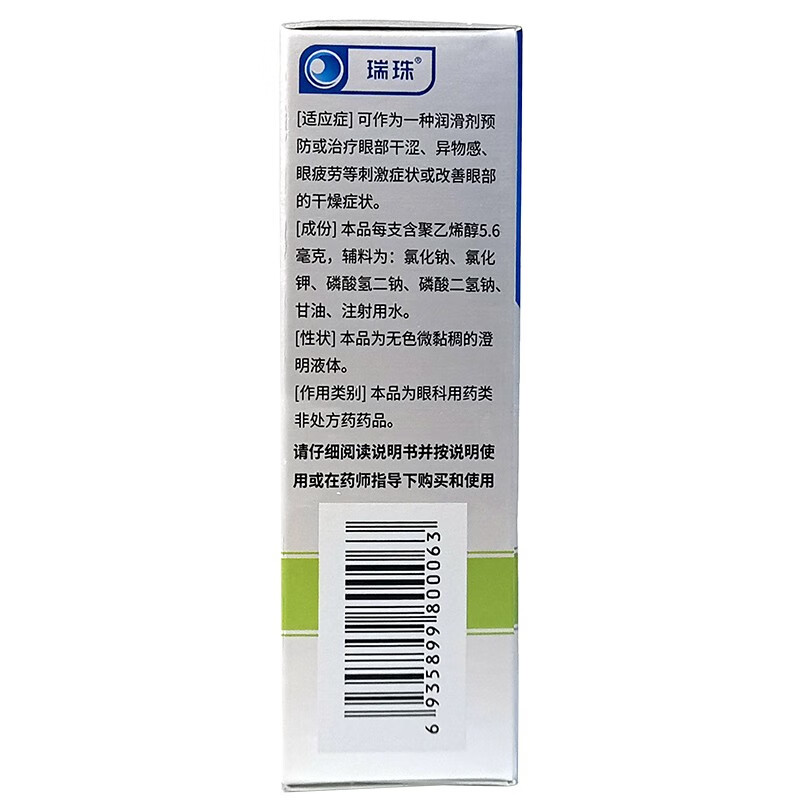 瑞珠®
[适应症] 可作为一种润滑剂预
防或治疗眼部干涩、异物感、
眼疲劳等刺激症状或改善眼部
的干燥症状。
[成份] 本品每支含聚乙烯醇5.6
毫克，辅料为：氯化钠、氯化
钾、磷酸氢二钠、磷酸二氢钠、
甘油、注射用水。
[性状] 本品为无色微黏稠的澄
明液体。
[作用类别] 本品为眼科用药类
非处方药药品。
请仔细阅读说明书并按说明使
用或在药师指导下购买和使用
6 935899 800063